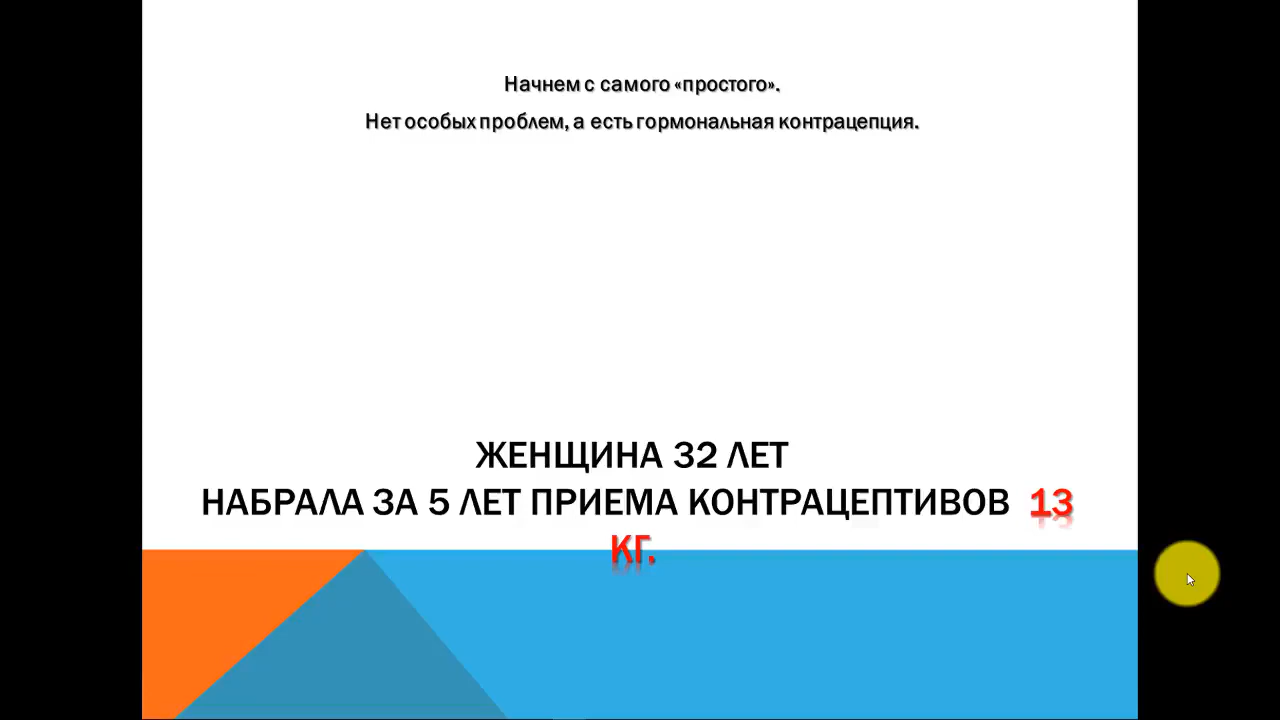 Начнем с самого «простого».
Нет особых проблем, а есть гормональная контрацепция.
ЖЕНЩИНА 32 ЛЕТ
НАБРАЛА ЗА 5 ЛЕТ ПРИЕМА КОНТРАЦЕПТИВОВ 13
КГ.